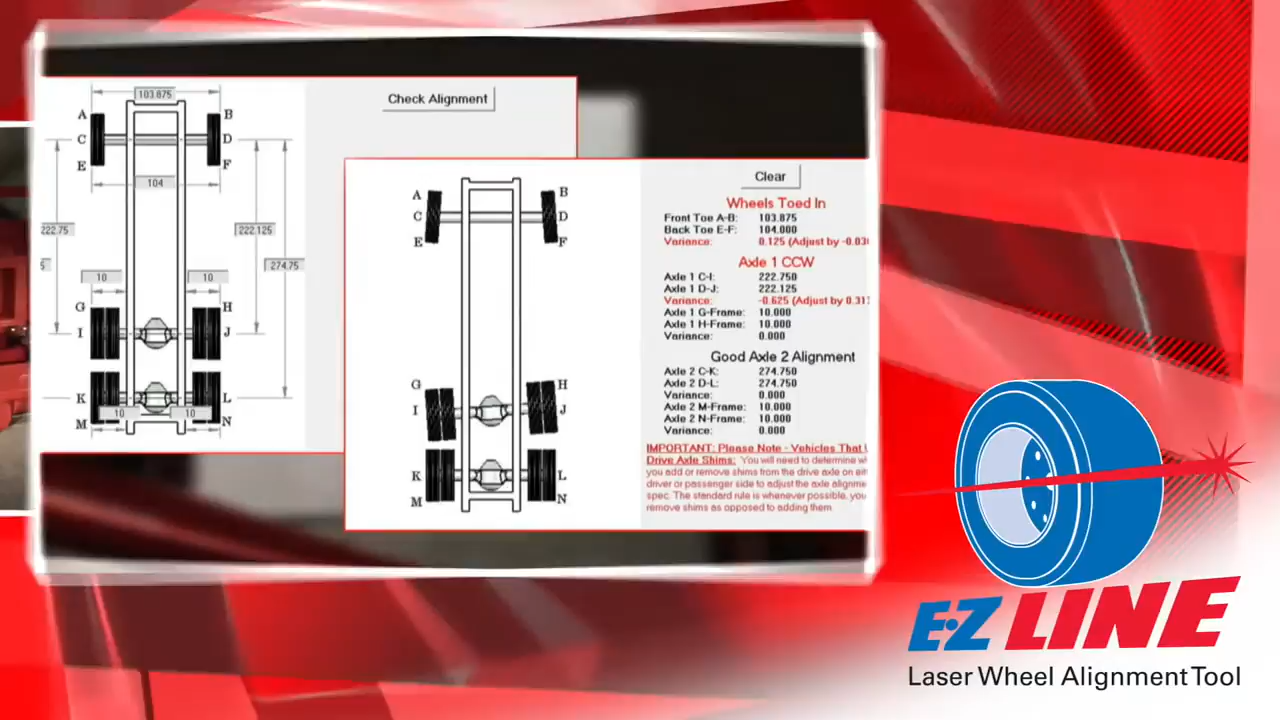 103.875
A
B
C
D
E
F
104
222.75
222.125
274.75
5
10
10
G
H
I
J
K
L
10
10
M
N
Check Alignment
A
B
C
D
E
F
G
H
I
J
K
L
M
N
Clear
Wheels Toed In
Front Toe A-B: 103.875
Back Toe E-F: 104.000
Variance: 0.125 (Adjust by -0.03
Axle 1 CCW
Axle 1 C-I: 222.750
Axle 1 D-J: 222.125
Variance: -0.625 (Adjust by 0.31
Axle 1 G-Frame: 10.000
Axle 1 H-Frame: 10.000
Variance: 0.000
Good Axle 2 Alignment
Axle 2 C-K: 274.750
Axle 2 D-L: 274.750
Variance: 0.000
Axle 2 M-Frame: 10.000
Axle 2 N-Frame: 10.000
Variance: 0.000
IMPORTANT: Please Note - Vehicles That
Drive Axle Shims: You will need to determine
you add or remove shims from the drive axle on
driver or passenger side to adjust the axle
spec. The standard rule is whenever possible,
remove shims as opposed to adding them
E-Z LINE
Laser Wheel Alignment Tool